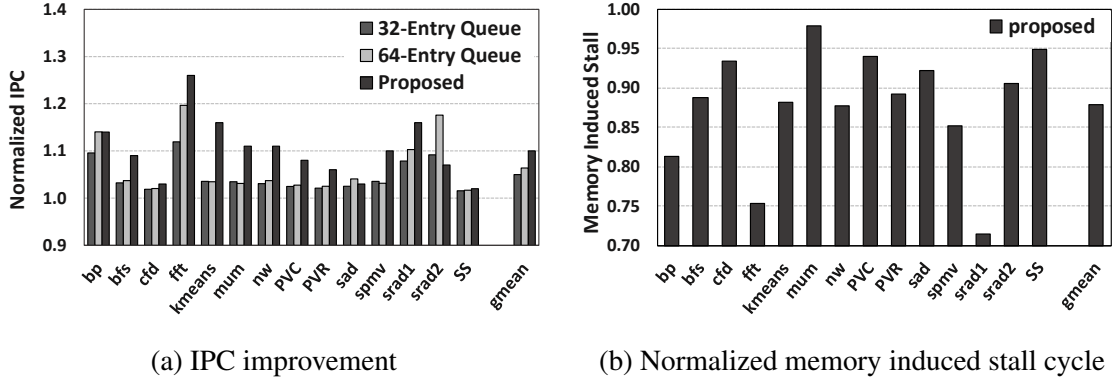 1.4
1.3
1.2
1.1
1.0
0.9
Normalized IPC
32-Entry Queue
64-Entry Queue
Proposed
bp
bfs
cfd
fft
kmeans
mum
nw
PVC
PVR
sad
spmv
srad1
srad2
SS
gmean
(a) IPC improvement
1.00
0.95
0.90
0.85
0.80
0.75
0.70
Memory Induced Stall
proposed
bp
bfs
cfd
fft
kmeans
mum
nw
PVC
PVR
sad
spmv
srad1
srad2
SS
gmean
(b) Normalized memory induced stall cycle